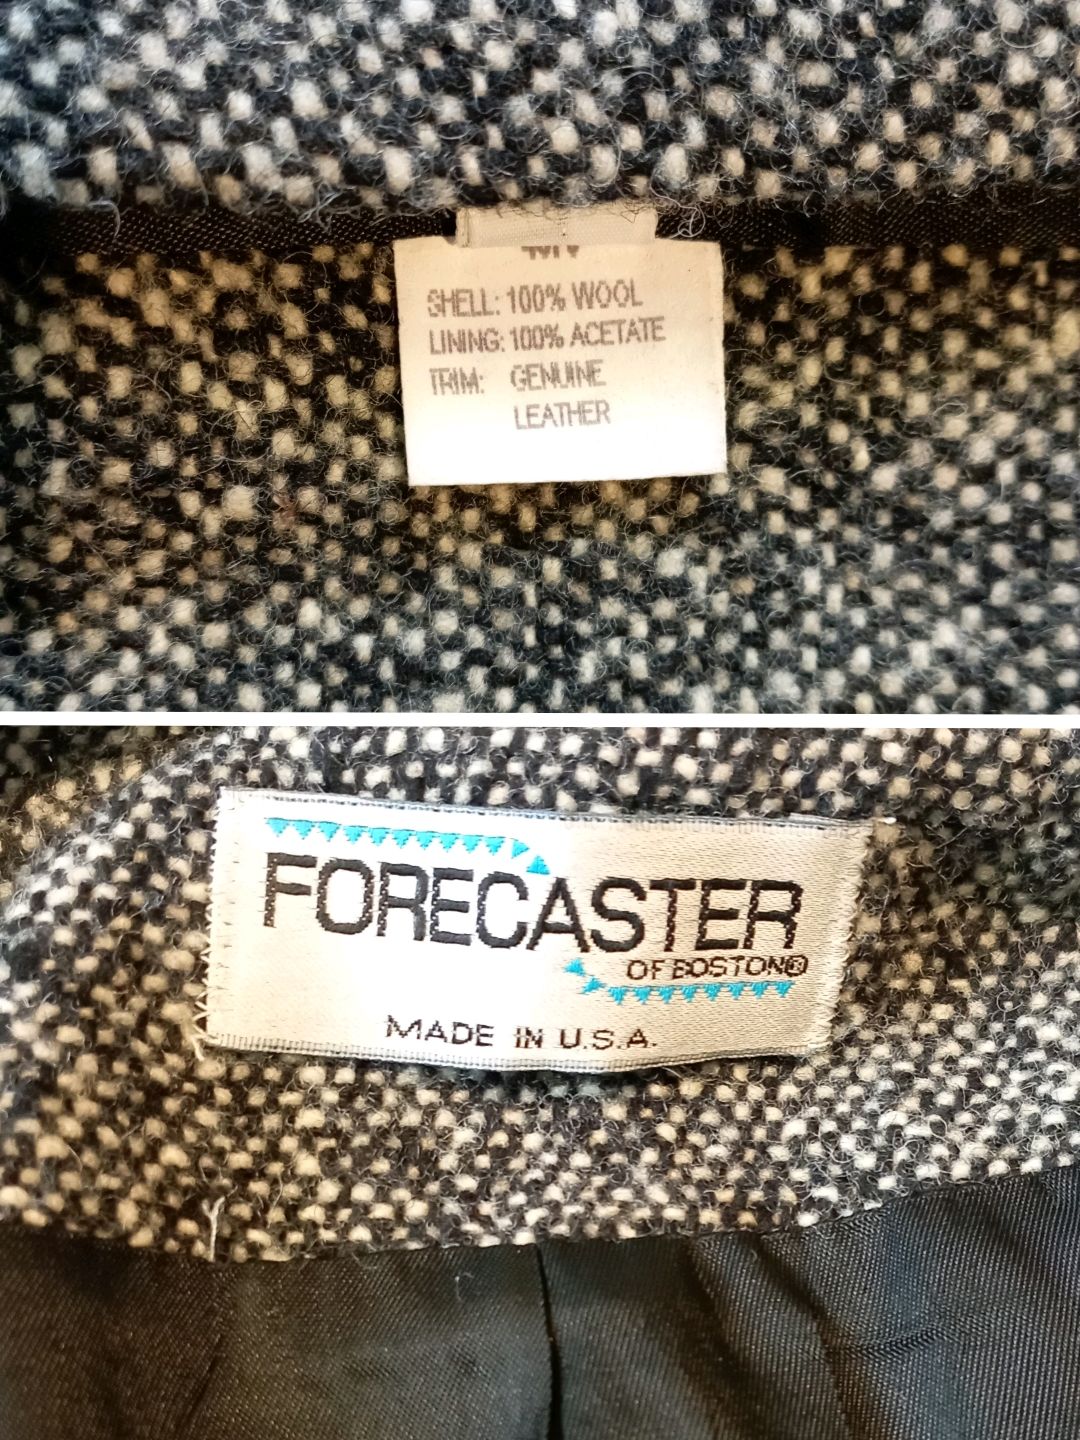 SHELL: 100% WOOL
LINING: 100% ACETATE
TRIM: GENUINE
LEATHER
FORECASTER
OF BOSTON®
MADE IN U.S.A.